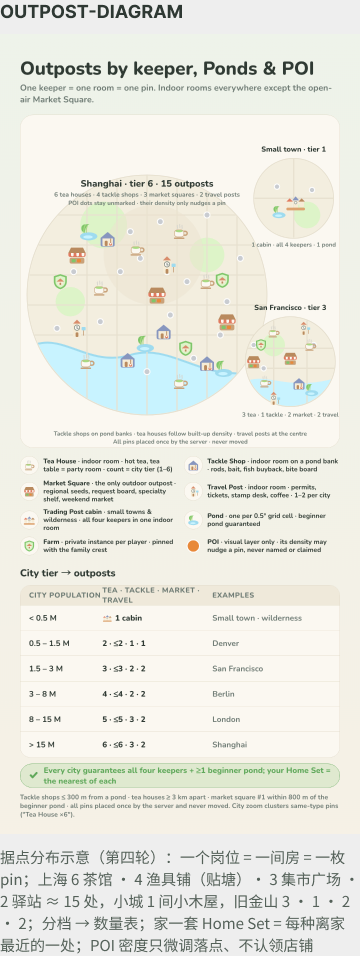 OUTPOST-DIAGRAM
Outposts by keeper, Ponds & POI
One keeper = one room = one pin. Indoor rooms everywhere except the open-
air Market Square.
Small town · tier 1
Shanghai · tier 6 · 15 outposts
6 tea houses · 4 tackle shops · 3 market squares · 2 travel posts
POI dots stay unmarked · their density only nudges a pin
1 cabin · all 4 keepers · 1 pond
San Francisco · tier 3
3 tea · 1 tackle · 2 market · 2 travel
Tackle shops on pond banks · tea houses follow built density · travel posts at the centre
All pins placed once by the server · never moved
Tea House · indoor room · hot tea, tea
table = party room · count = city tier (1–6)
Tackle Shop · indoor room on a pond bank
· rods, bait, fish buyback, bite board
Market Square · the only outdoor outpost ·
regional seeds, request board, specialty
shelf, weekend market
Travel Post · indoor room · permits,
tickets, stamp desk, coffee · 1–2 per city
Trading Post cabin · small towns &
wilderness · all four keepers in one indoor
room
Pond · one per 0.5° grid cell · beginner
pond guaranteed
Farm · private instance per player · pinned
with the family crest
POI · visual layer only · its density may
nudge a pin, never named or claimed
City tier → outposts
CITY POPULATION
TEA · TACKLE · MARKET ·
TRAVEL
EXAMPLES
< 0.5 M 1 cabin Small town · wilderness
0.5 – 1.5 M 2 · ≤2 · 1 · 1 Denver
1.5 – 3 M 3 · ≤3 · 2 · 2 San Francisco
3 – 8 M 4 · ≤4 · 2 · 2 Berlin
8 – 15 M 5 · ≤5 · 3 · 2 London
> 15 M 6 · ≤6 · 3 · 2 Shanghai
Every city guarantees all four keepers + ≥1 beginner pond; your Home Set =
the nearest of each
Tackle shops ≤ 300 m from a pond · tea houses ≥ 3 km apart · market square #1 within 800 m of the
beginner pond · all pins placed once by the server and never moved. City zoom clusters same-type pins
("Tea House ×6").
据点分布示意（第四轮）：一个岗位 = 一间房 = 一枚
pin；上海 6 茶馆 · 4 渔具铺（贴塘）· 3 集市广场 ·
2 驿站 ≈ 15 处，小城 1 间小木屋，旧金山 3 · 1 · 2
· 2；分档 → 数量表；家一套 Home Set = 每种离家
最近的一处；POI 密度只微调落点、不认领店铺